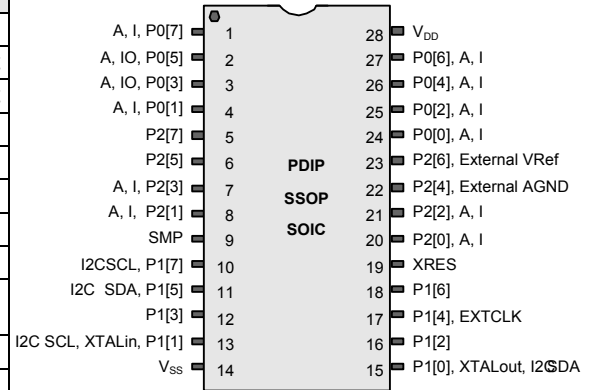 A, I, P0[7] 1 28 VDD
A, IO, P0[5] 2 27 P0[6], A, I
A, IO, P0[3] 3 26 P0[4], A, I
A, I, P0[1] 4 25 P0[2], A, I
P2[7] 5 24 P0[0], A, I
P2[5] 6 PDIP 23 P2[6], External VRef
A, I, P2[3] 7 SSOP 22 P2[4], External AGND
A, I, P2[1] 8 SOIC 21 P2[2], A, I
SMP 9 20 P2[0], A, I
I2CSCL, P1[7] 10 19 XRES
I2C SDA, P1[5] 11 18 P1[6]
P1[3] 12 17 P1[4], EXTCLK
I2C SCL, XTALin, P1[1] 13 16 P1[2]
VSS 14 15 P1[0], XTALout, I2CSDA